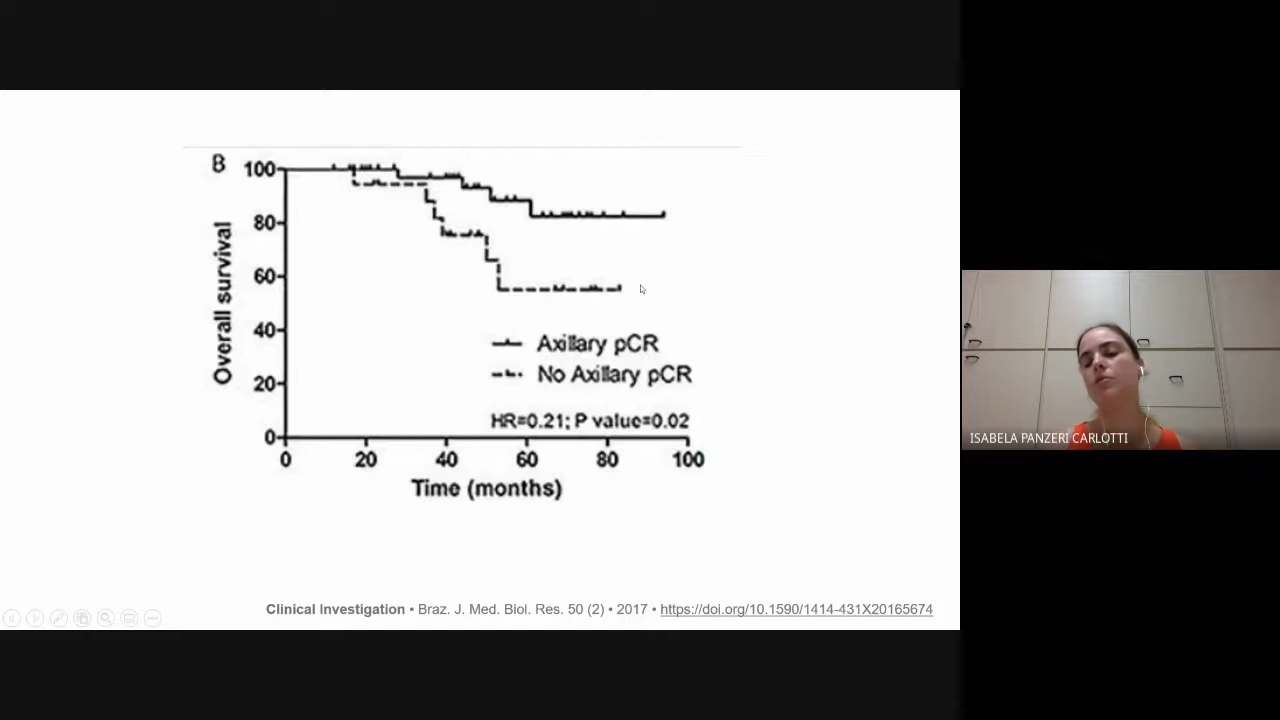 B
100
80
60
40
20
0
Overall survival
Axillary pCR
No Axillary pCR
HR=0.21; P value=0.02
0 20 40 60 80 100
Time (months)
Clinical Investigation • Braz. J. Med. Biol. Res. 50 (2) • 2017 • https://doi.org/10.1590/1414-431X20165674
ISABELA PANZERI CARLOTTI